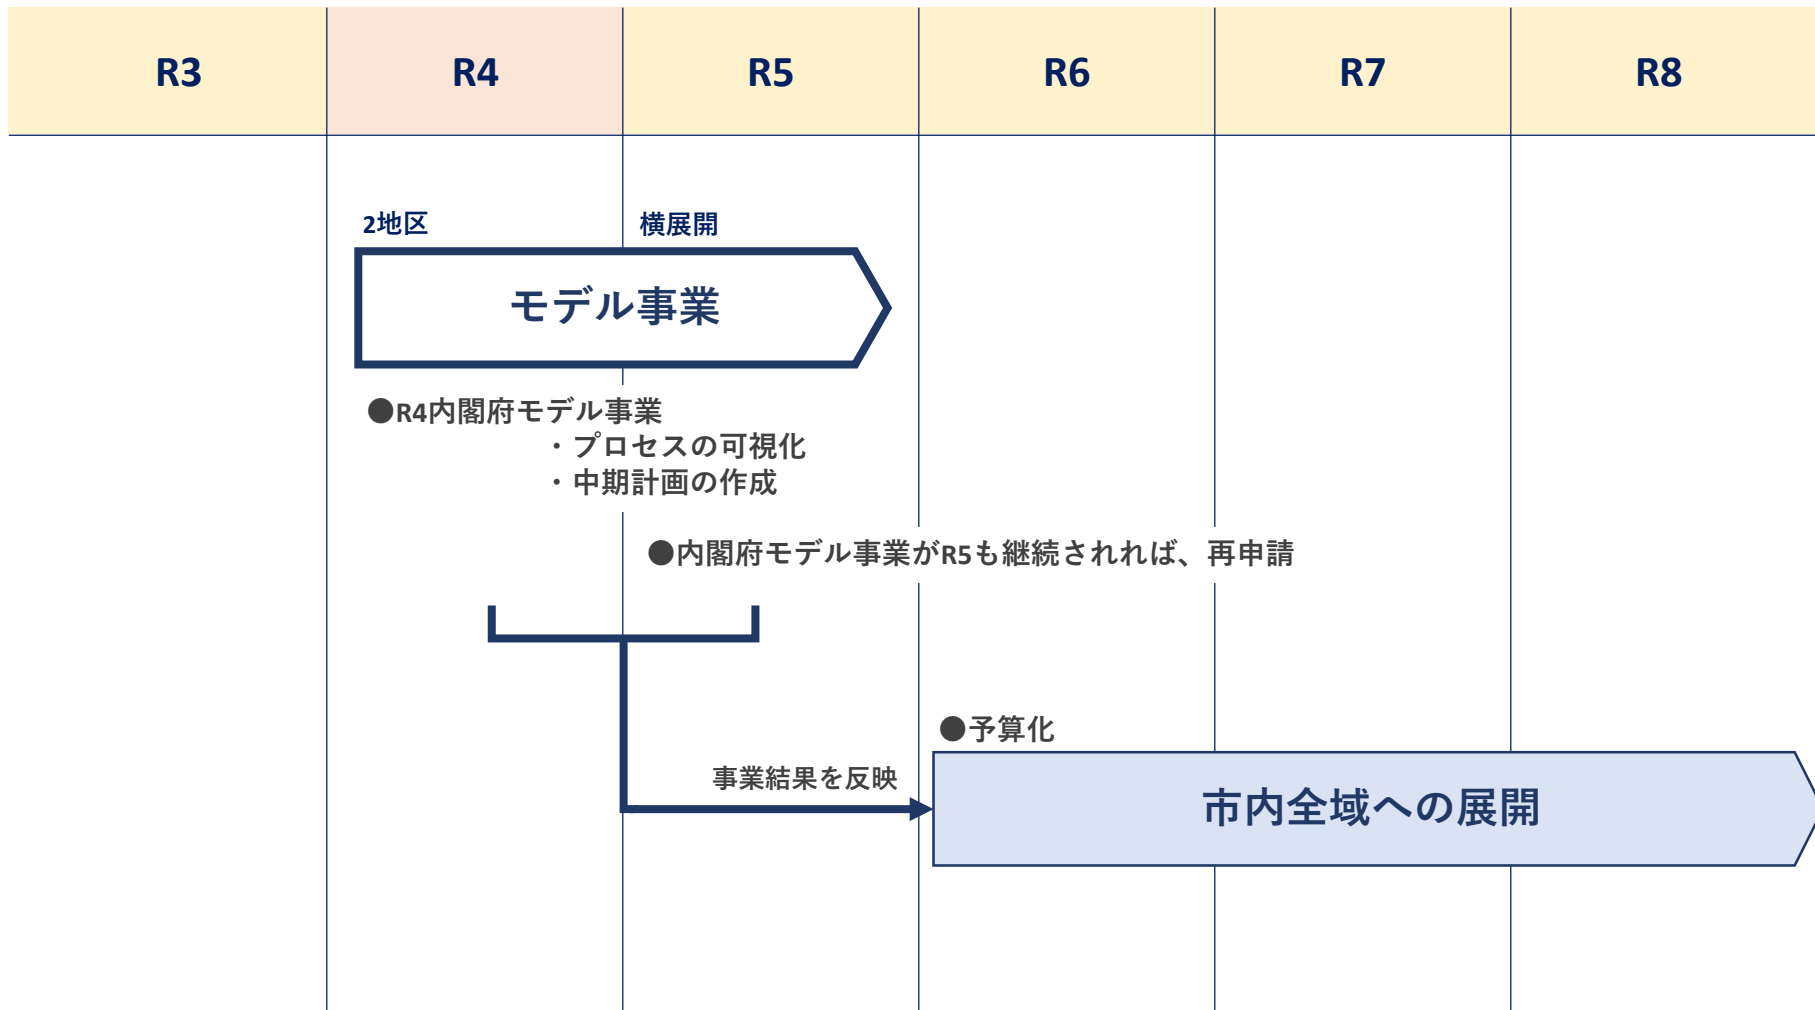 R3 R4 R5 R6 R7 R8
2地区 横展開
モデル事業
●R4内閣府モデル事業
・プロセスの可視化
・中期計画の作成
●内閣府モデル事業がR5も継続されれば、再申請
●予算化
事業結果を反映
市内全域への展開